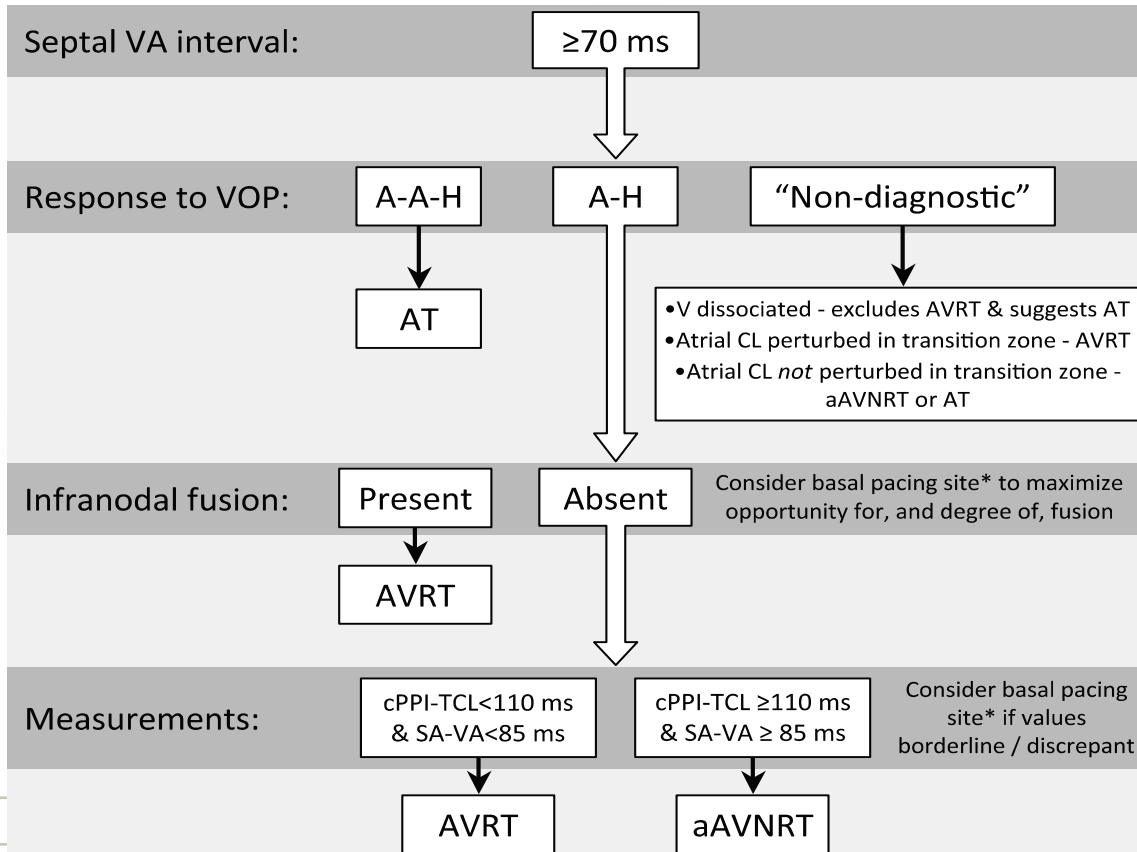 Septal VA interval:
≥70 ms
Response to VOP:
A-A-H
A-H
“Non-diagnostic”
AT
•V dissociated - excludes AVRT & suggests AT
•Atrial CL perturbed in transition zone - AVRT
•Atrial CL not perturbed in transition zone -
aAVNRT or AT
Infranodal fusion:
Present
Absent
Consider basal pacing site* to maximize
opportunity for, and degree of, fusion
AVRT
Measurements:
cPPI-TCL<110 ms
& SA-VA<85 ms
cPPI-TCL ≥110 ms
& SA-VA ≥ 85 ms
Consider basal pacing
site* if values
borderline / discrepant
AVRT
aAVNRT